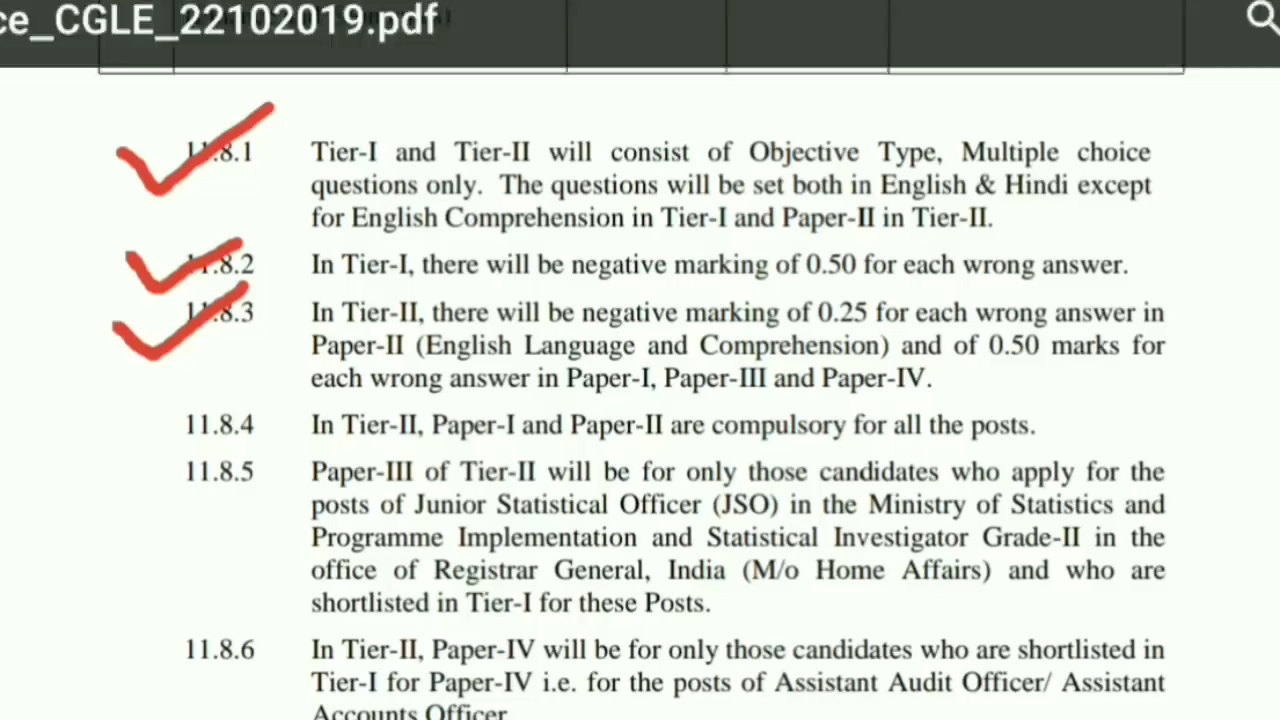 ce_CGLE_22102019.pdf
11.8.1 Tier-I and Tier-II will consist of Objective Type, Multiple choice
questions only. The questions will be set both in English & Hindi except
for English Comprehension in Tier-I and Paper-II in Tier-II.
11.8.2 In Tier-I, there will be negative marking of 0.50 for each wrong answer.
11.8.3 In Tier-II, there will be negative marking of 0.25 for each wrong answer in
Paper-II (English Language and Comprehension) and of 0.50 marks for
each wrong answer in Paper-I, Paper-III and Paper-IV.
11.8.4 In Tier-II, Paper-I and Paper-II are compulsory for all the posts.
11.8.5 Paper-III of Tier-II will be for only those candidates who apply for the
posts of Junior Statistical Officer (JSO) in the Ministry of Statistics and
Programme Implementation and Statistical Investigator Grade-II in the
office of Registrar General, India (M/o Home Affairs) and who are
shortlisted in Tier-I for these Posts.
11.8.6 In Tier-II, Paper-IV will be for only those candidates who are shortlisted in
Tier-I for Paper-IV i.e. for the posts of Assistant Audit Officer/ Assistant
Accounts Officer